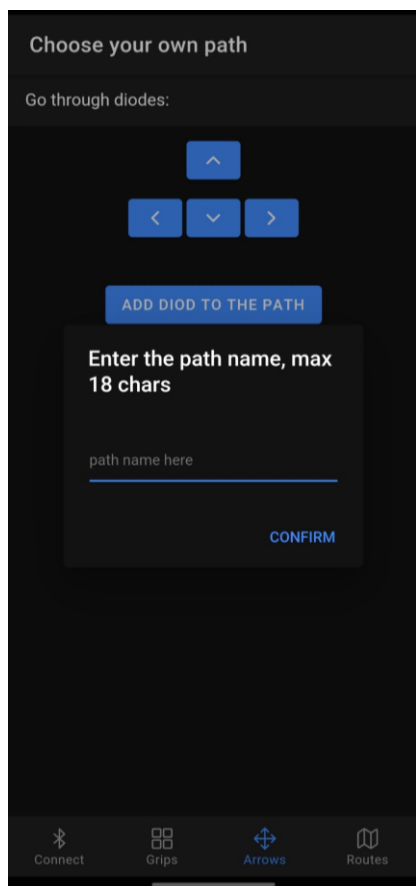 Choose your own path
Go through diodes:
ADD DIOD TO THE PATH
Enter the path name, max
18 chars
path name here
CONFIRM
Connect
Grips
Arrows
Routes